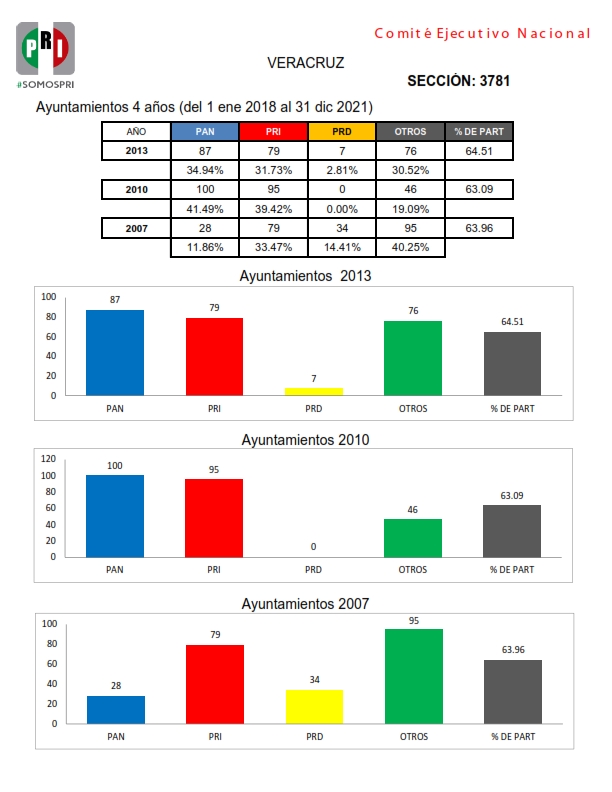 Comité Ejecutivo Nacional
PRI
#SOMOSPRI
VERACRUZ
SECCIÓN: 3781
Ayuntamientos 4 años (del 1 ene 2018 al 31 dic 2021)
AÑO PAN PRI PRD OTROS % DE PART
2013 87 79 7 76 64.51
34.94% 31.73% 2.81% 30.52%
2010 100 95 0 46 63.09
41.49% 39.42% 0.00% 19.09%
2007 28 79 34 95 63.96
11.86% 33.47% 14.41% 40.25%
Ayuntamientos 2013
100
80
60
40
20
0
87 79 7 76 64.51
PAN PRI PRD OTROS % DE PART
Ayuntamientos 2010
120
100
80
60
40
20
0
100 95 0 46 63.09
PAN PRI PRD OTROS % DE PART
Ayuntamientos 2007
100
80
60
40
20
0
28 79 34 95 63.96
PAN PRI PRD OTROS % DE PART